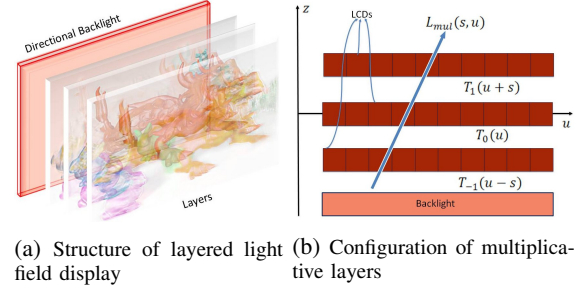 Directional Backlight
Layers
z
LCDs
L_mul(s, u)
T_1(u + s)
T_0(u)
u
T_{-1}(u − s)
Backlight
(a) Structure of layered light
field display
(b) Configuration of multiplica-
tive layers